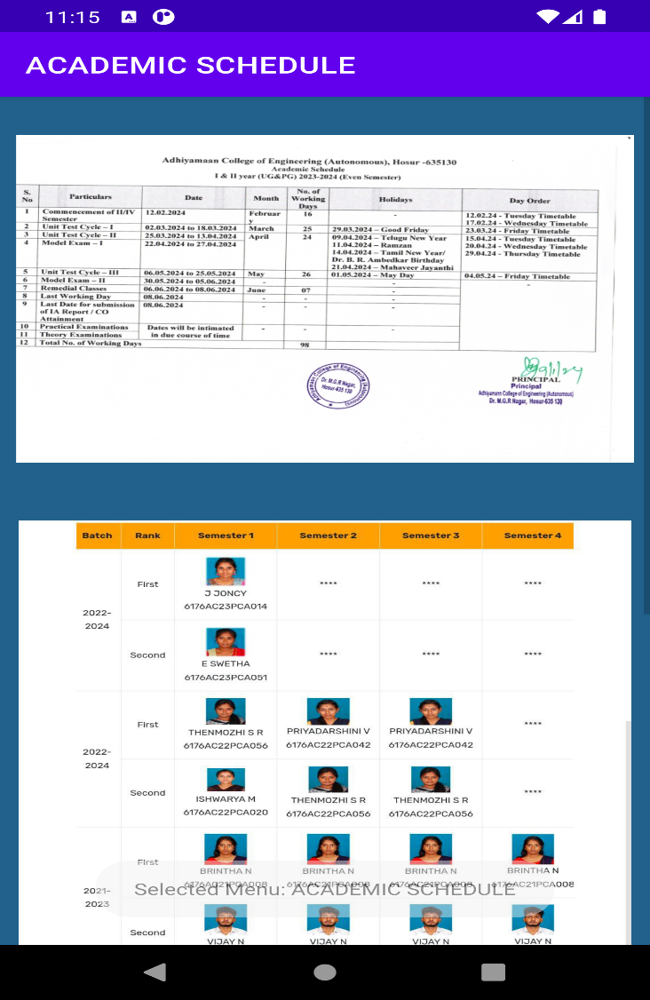 11:15
ACADEMIC SCHEDULE
Adhiyamaan College of Engineering (Autonomous), Hosur -635130
Academic Schedule
I & II year (UG&PG) 2023-2024 (Even Semester)
S. No Particulars Date Month No. of Working Days Holidays Day Order
1 Commencement of II/IV Semester 12.02.2024 February 16 - 12.02.24 - Tuesday Timetable
17.02.24 - Wednesday Timetable
2 Unit Test Cycle – I 02.03.2024 to 18.03.2024 March 25 29.03.2024 – Good Friday 23.03.24 - Friday Timetable
3 Unit Test Cycle – II 25.03.2024 to 13.04.2024 April 24 09.04.2024 – Telugu New Year 15.04.24 - Tuesday Timetable
4 Model Exam – I 22.04.2024 to 27.04.2024 11.04.2024 – Ramzan 20.04.24 - Wednesday Timetable
14.04.2024 – Tamil New Year/ 29.04.24 - Thursday Timetable
Dr. B. R. Ambedkar Birthday
21.04.2024 – Mahaveer Jayanthi
5 Unit Test Cycle – III 06.05.2024 to 25.05.2024 May 26 01.05.2024 – May Day 04.05.24 – Friday Timetable
6 Model Exam – II 30.05.2024 to 05.06.2024 - - -
7 Remedial Classes 06.06.2024 to 08.06.2024 June 07 -
8 Last Working Day 08.06.2024 - - -
9 Last Date for submission of IA Report / CO Attainment 08.06.2024 - - -
10 Practical Examinations Dates will be intimated - - -
11 Theory Examinations in due course of time
12 Total No. of Working Days 98
Adhiyamaan College of Engineering (Autonomous)
Dr. M.G.R Nagar,
Hosur-635 130
PRINCIPAL
Principal
Adhiyamaan College of Engineering (Autonomous)
Dr. M.G.R Nagar, Hosur-635 130
Batch Rank Semester 1 Semester 2 Semester 3 Semester 4
2022-
2024
First **** **** ****
J JONCY
6176AC23PCA014
Second **** **** ****
E SWETHA
6176AC23PCA051
2022-
2024
First ****
THENMOZHI S R PRIYADARSHINI V PRIYADARSHINI V
6176AC22PCA056 6176AC22PCA042 6176AC22PCA042
Second ****
ISHWARYA M THENMOZHI S R THENMOZHI S R
6176AC22PCA020 6176AC22PCA056 6176AC22PCA056
2021-
2023
First
BRINTHA N BRINTHA N BRINTHA N BRINTHA N
6176AC21PCA008 6176AC21PCA008 6176AC21PCA008 6176AC21PCA008
Selected Menu: ACADEMIC SCHEDULE
Second
VIJAY N VIJAY N VIJAY N VIJAY N